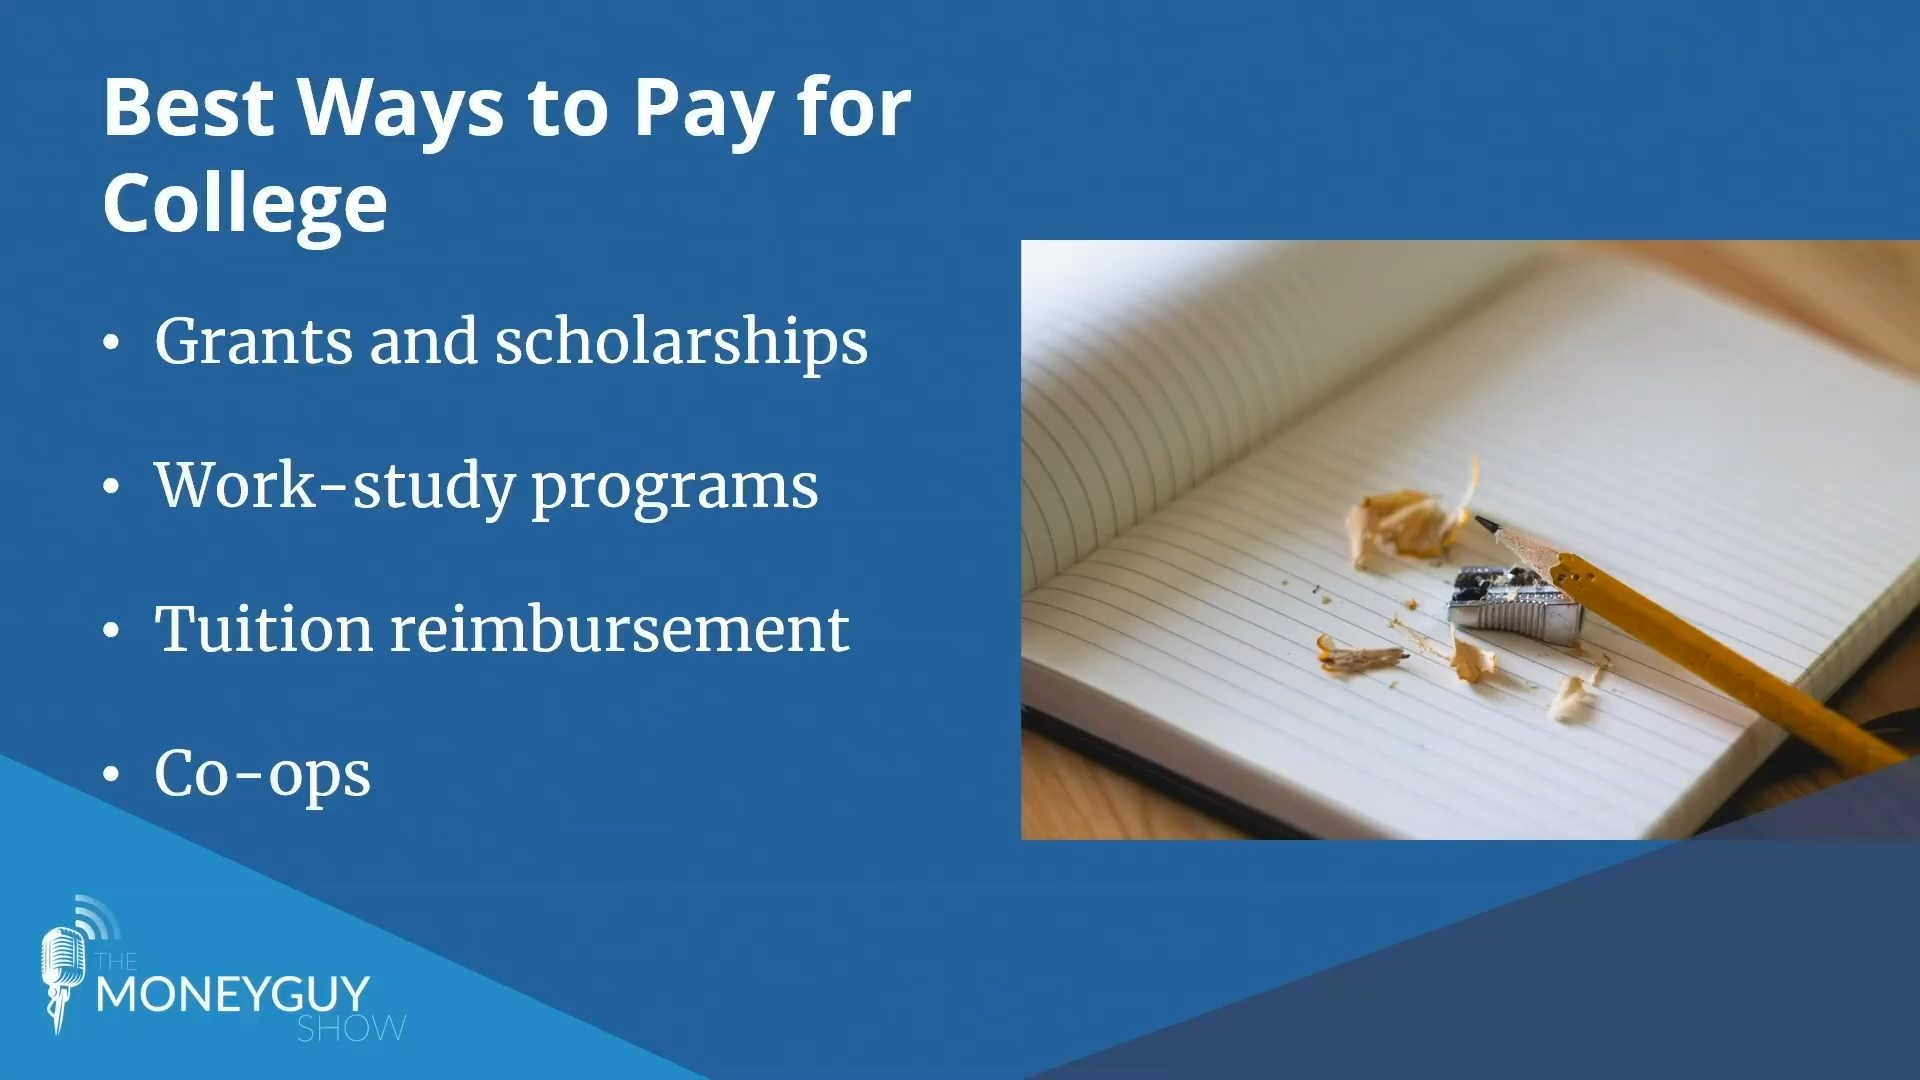 Best Ways to Pay for
College
• Grants and scholarships
• Work-study programs
• Tuition reimbursement
• Co-ops
THE
MONEYGUY
SHOW